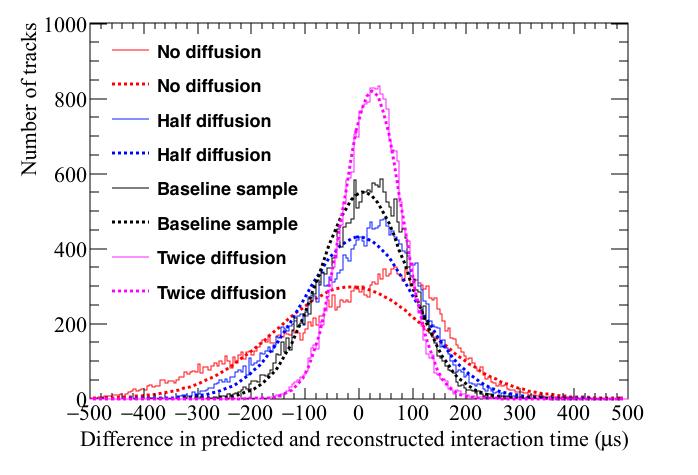 1000
800
600
400
200
0
Number of tracks
No diffusion
No diffusion
Half diffusion
Half diffusion
Baseline sample
Baseline sample
Twice diffusion
Twice diffusion
−500 −400 −300 −200 −100 0 100 200 300 400 500
Difference in predicted and reconstructed interaction time (μs)